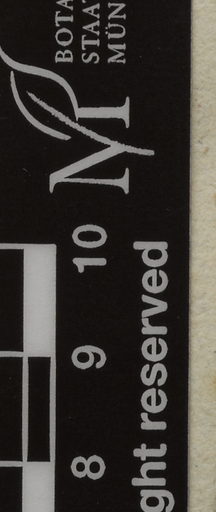 BOTA
STAA
MÜN
M
8 9 10
ght reserved